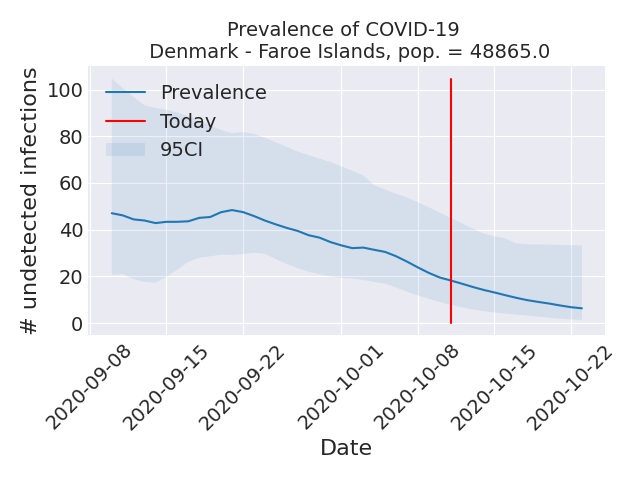 Prevalence of COVID-19
Denmark - Faroe Islands, pop. = 48865.0
# undetected infections
100
80
60
40
20
0
Prevalence
Today
95CI
2020-09-08
2020-09-15
2020-09-22
2020-10-01
2020-10-08
2020-10-15
2020-10-22
Date